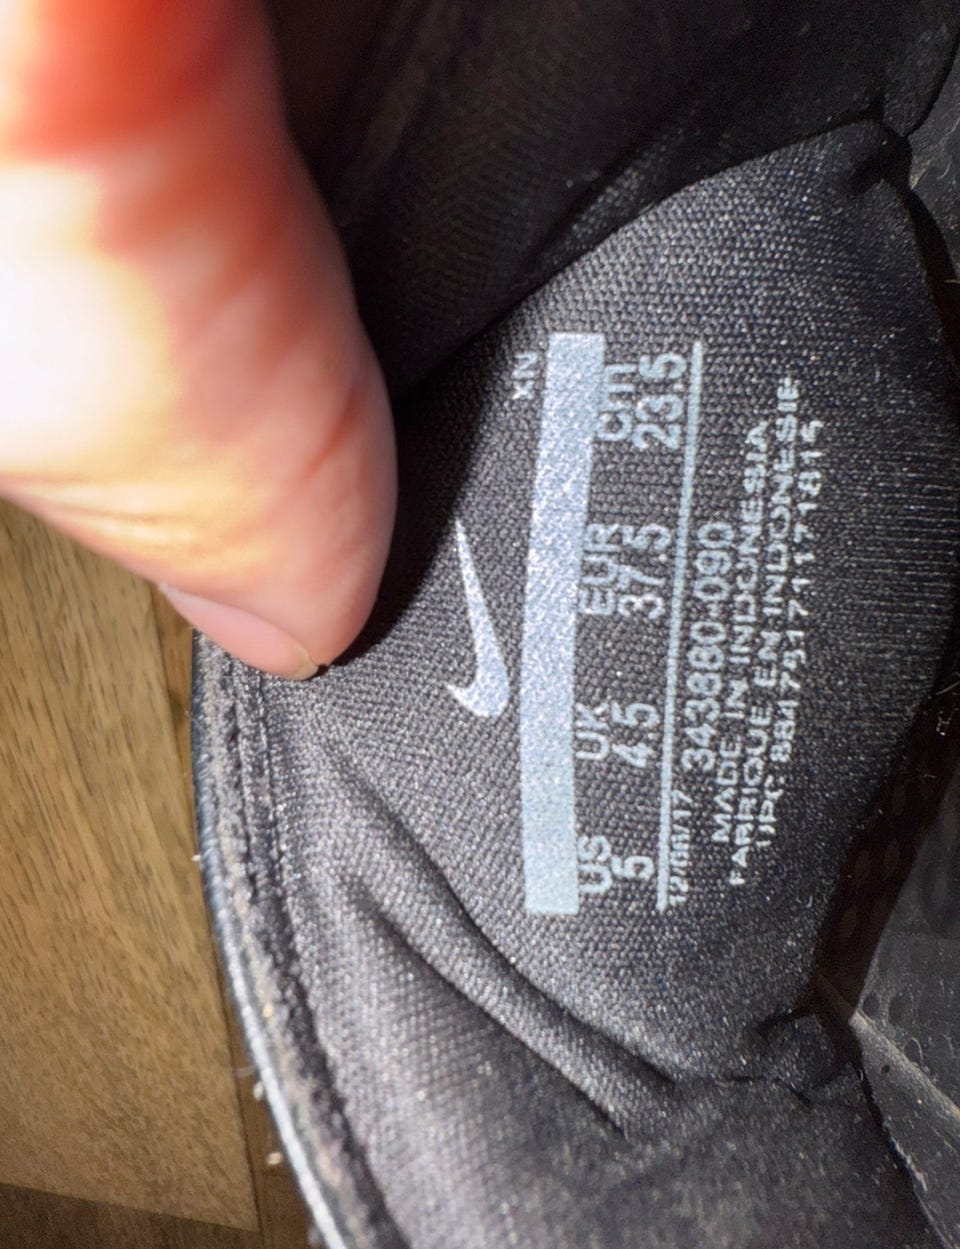 XN
US UK EUR cm
5 4.5 37.5 23.5
343880-090
MADE IN INDONESIA
FABRIQUE EN INDONESIE
UPC: